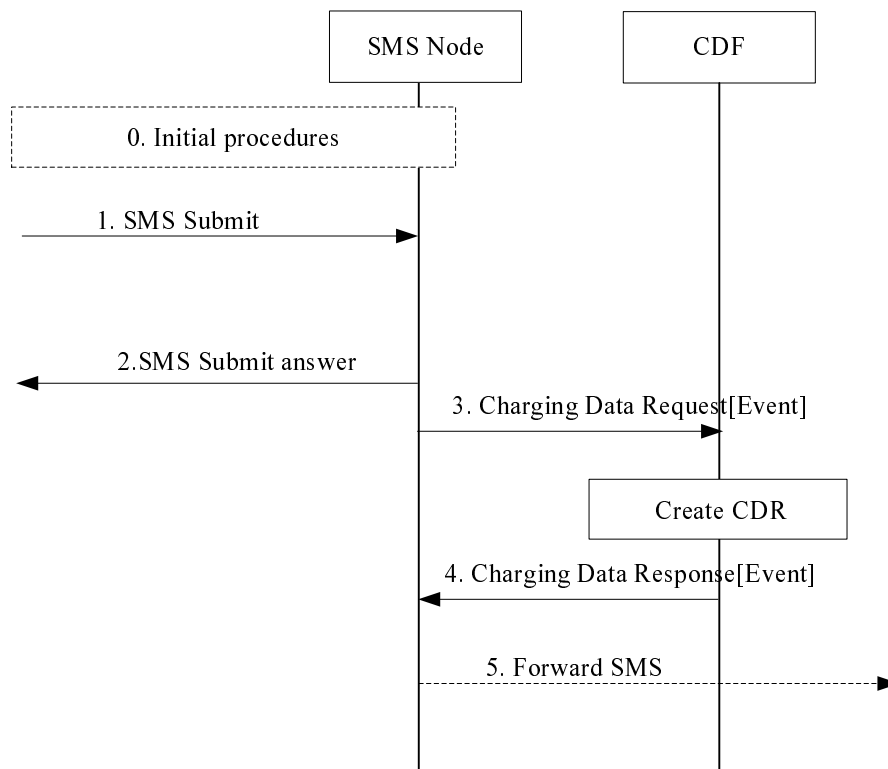 SMS Node
CDF
0. Initial procedures
1. SMS Submit
2.SMS Submit answer
3. Charging Data Request[Event]
Create CDR
4. Charging Data Response[Event]
5. Forward SMS